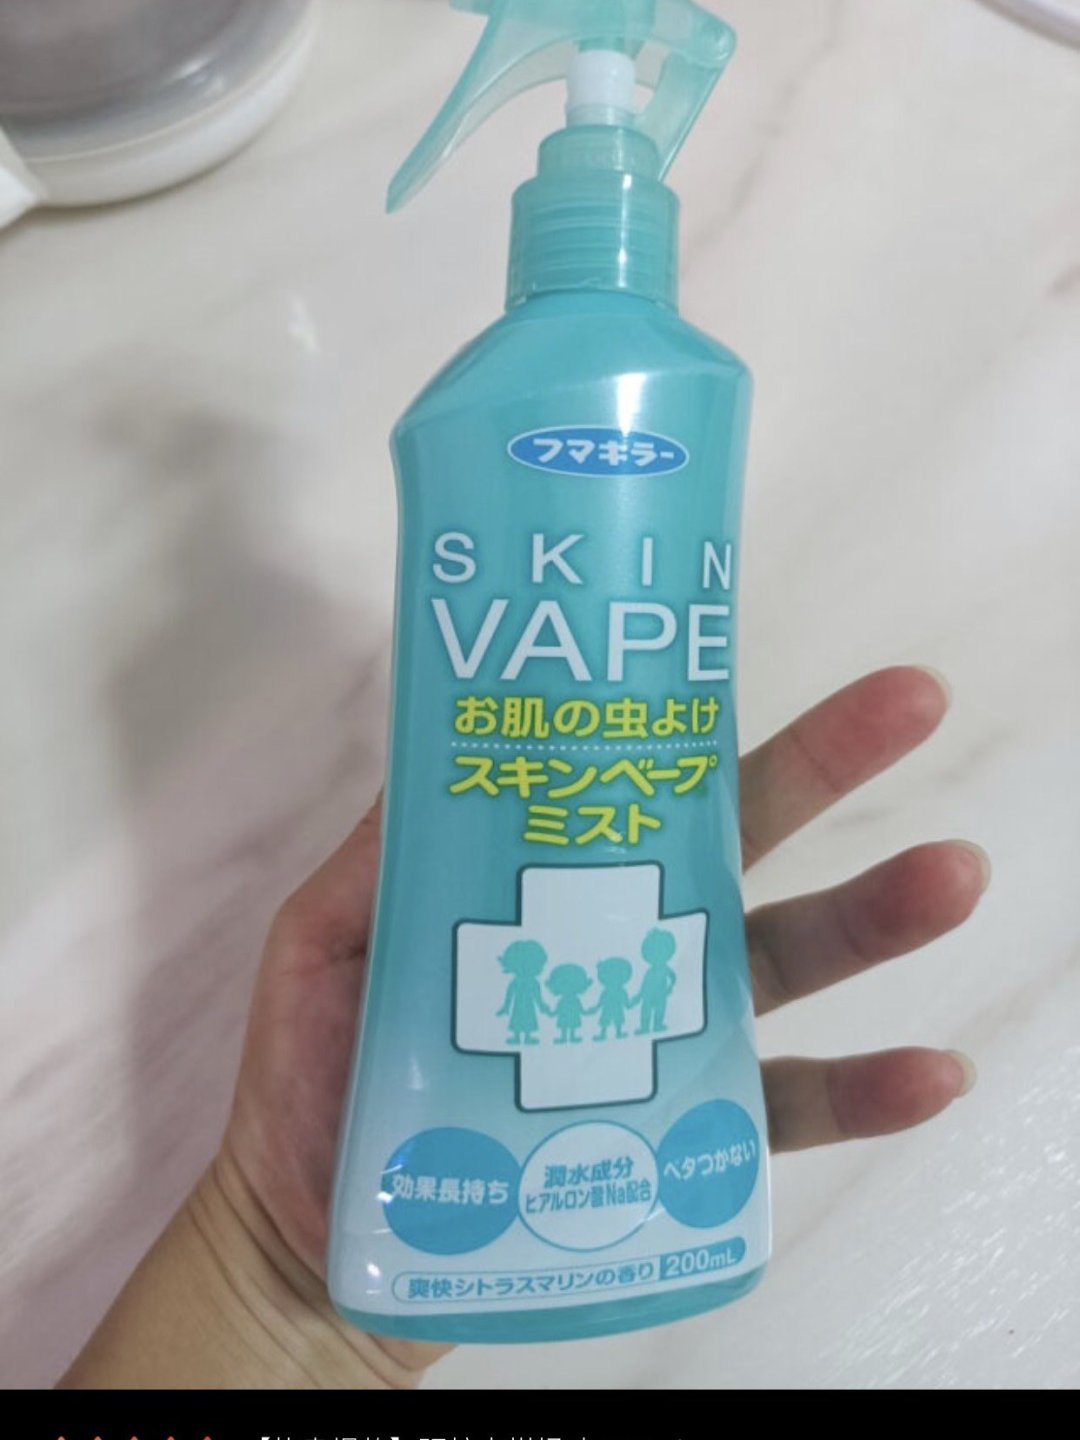 フマキラー
SKIN
VAPE
お肌の虫よけ
スキンベープ
ミスト
効果長持ち
潤水成分
ヒアルロン酸Na配合
ベタつかない
爽快シトラスマリンの香り 200mL